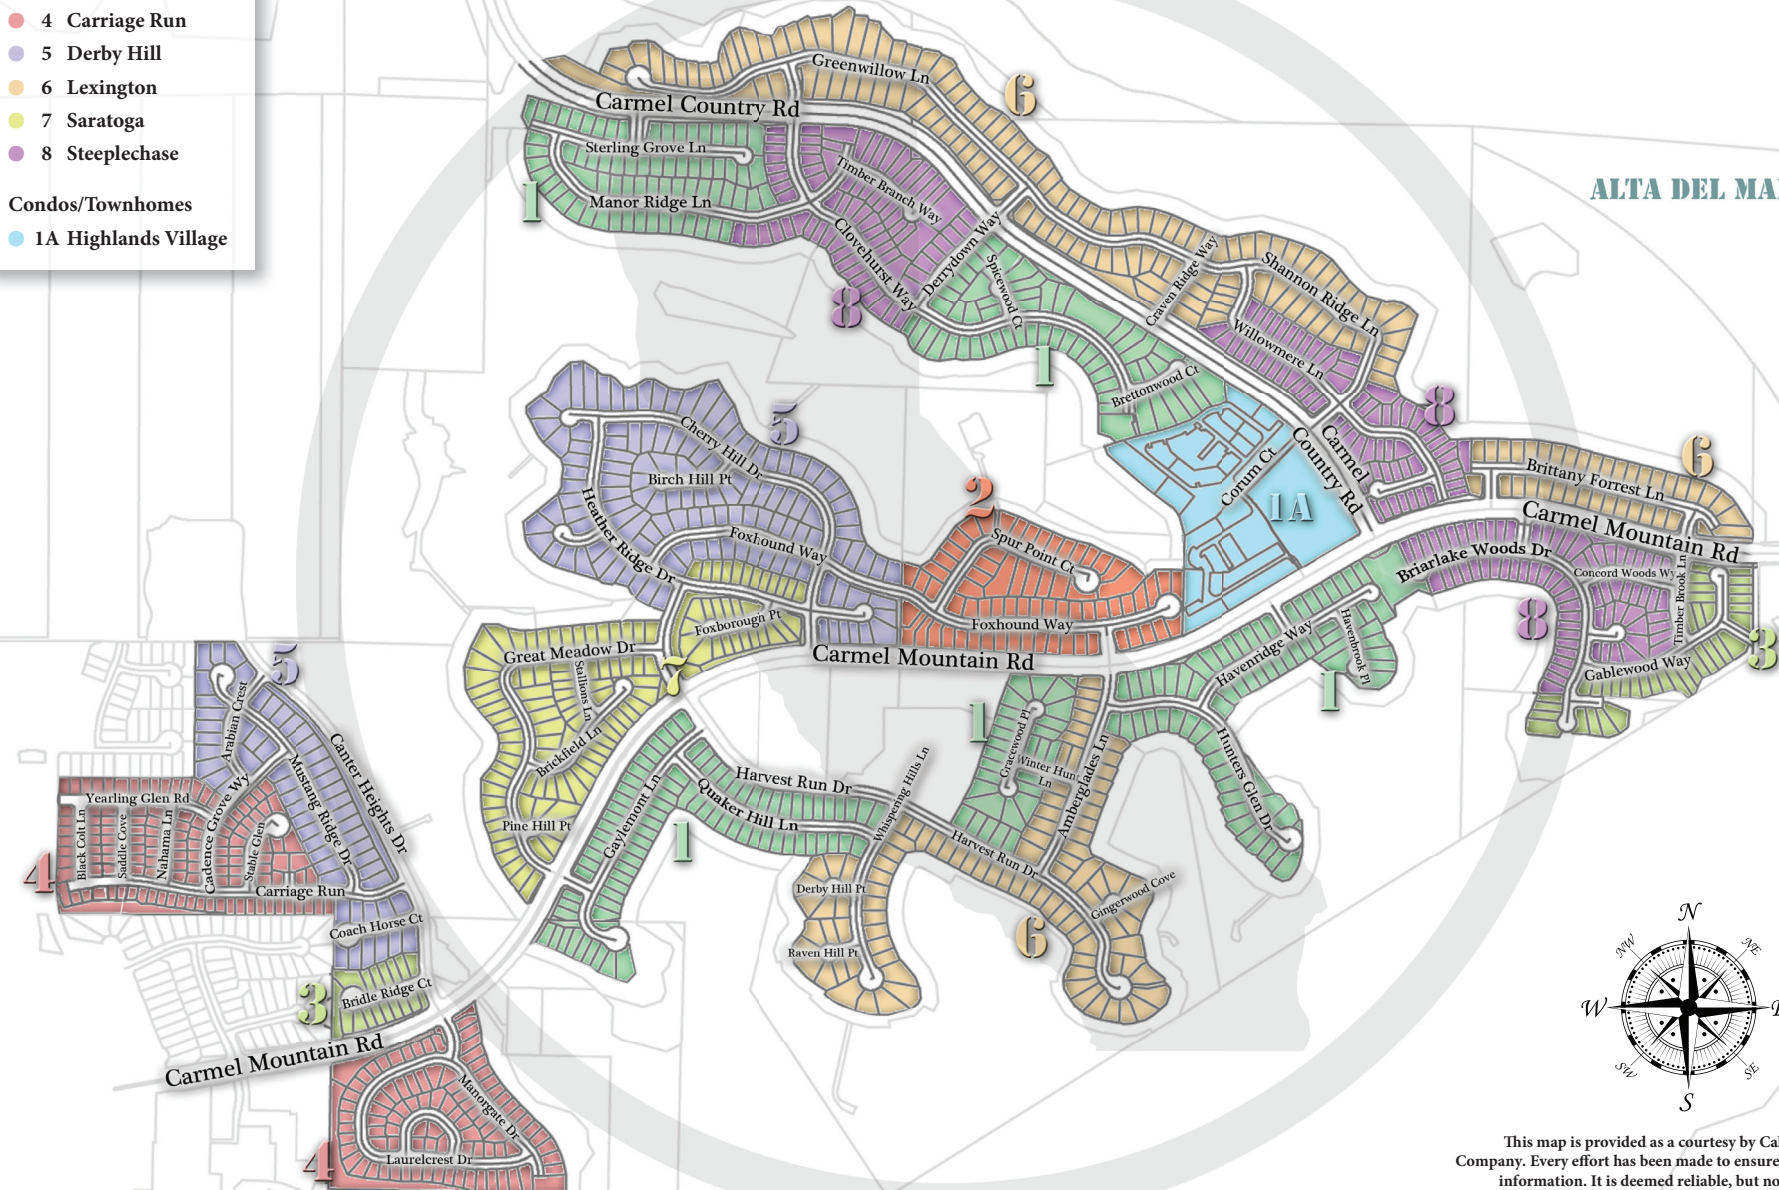 4 Carriage Run
5 Derby Hill
6 Lexington
7 Saratoga
8 Steeplechase
Condos/Townhomes
1A Highlands Village
Greenwillow Ln
6
Carmel Country Rd
Sterling Grove Ln
Timber Branch Way
ALTA DEL MA
1
Manor Ridge Ln
Clovehurst Way
Derrydown Way
Spicewood Ct
Craven Ridge Way
Shannon Ridge Ln
8
Willowmere Ln
1
Brettonwood Ct
8
5
Cherry Hill Dr
Birch Hill Pt
Carmel
Country Rd
Corum Ct
1A
6
Brittany Forrest Ln
Heather Ridge Dr
2
Spur Point Ct
Foxhound Way
Carmel Mountain Rd
Briarlake Woods Dr
Concord Woods Wy
Timber Brook Ln
Foxborough Pt
Foxhound Way
Havenridge Way
Havenbrook Pl
8
3
Great Meadow Dr
Carmel Mountain Rd
Gablewood Way
5
Stallions Ln
7
1
Arabian Crest
Canter Heights Dr
Brickfield Ln
1
Gracewood Pl
Winter Hun
Ln
Hunters Glen Dr
Mustang Ridge Dr
Harvest Run Dr
Whispering Hills Ln
Amberglades Ln
Yearling Glen Rd
Quaker Hill Ln
Black Colt Ln
Saddle Cove
Nahama Ln
Cadence Grove Wy
Stable Glen
Pine Hill Pt
Gaylemont Ln
1
Harvest Run Dr
4
Carriage Run
Derby Hill Pt
Gingerwood Cove
Coach Horse Ct
6
Raven Hill Pt
3
Bridle Ridge Ct
Carmel Mountain Rd
Manorgate Dr
4
Laurelcrest Dr
N
NW
NE
W
SW
SE
S
This map is provided as a courtesy by Cal
Company. Every effort has been made to ensure
information. It is deemed reliable, but no